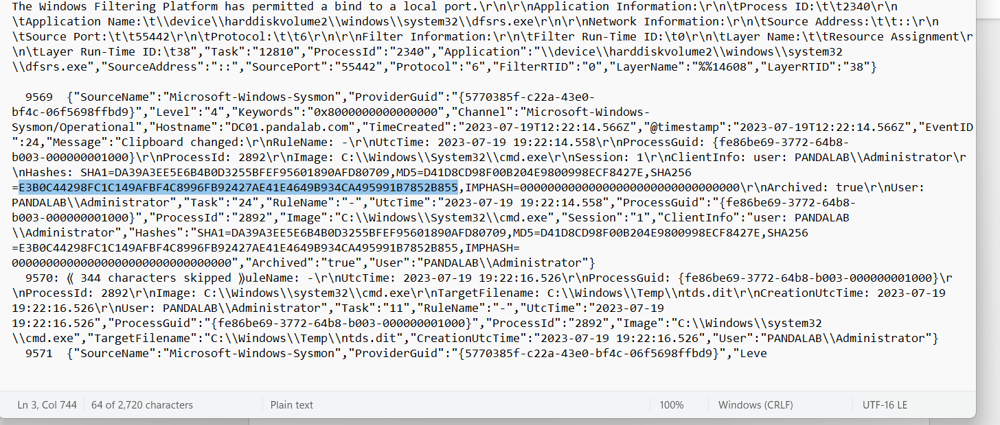 The Windows Filtering Platform has permitted a bind to a local port.\r\n\r\nApplication Information:\r\n\tProcess ID:\t\t2340\r\n
\tApplication Name:\t\\device\\harddiskvolume2\\windows\\system32\\dfsrs.exe\r\n\r\nNetwork Information:\r\n\tSource Address:\t\t::\r\n
\tSource Port:\t\t55442\r\n\tProtocol:\t\t6\r\n\r\nFilter Information:\r\n\tFilter Run-Time ID:\t0\r\n\tLayer Name:\t\tResource Assignment\r
\n\tLayer Run-Time ID:\t38","Task":"12810","ProcessId":"2340","Application":"\\device\\harddiskvolume2\\windows\\system32
\\dfsrs.exe","SourceAddress":"::","SourcePort":"55442","Protocol":"6","FilterRTID":"0","LayerName":"%%14608","LayerRTID":"38"}
9569 {"SourceName":"Microsoft-Windows-Sysmon","ProviderGuid":"{5770385f-c22a-43e0-
bf4c-06f5698ffbd9}","Level":"4","Keywords":"0x8000000000000000","Channel":"Microsoft-Windows-
Sysmon/Operational","Hostname":"DC01.pandalab.com","TimeCreated":"2023-07-19T12:22:14.566Z","@timestamp":"2023-07-19T12:22:14.566Z","EventID
":24,"Message":"Clipboard changed:\r\nRuleName: -\r\nUtcTime: 2023-07-19 19:22:14.558\r\nProcessGuid: {fe86be69-3772-64b8-
b003-000000001000}\r\nProcessId: 2892\r\nImage: C:\\Windows\\System32\\cmd.exe\r\nSession: 1\r\nClientInfo: user: PANDALAB\\Administrator\r
\nHashes: SHA1=DA39A3EE5E6B4B0D3255BFEF95601890AFD80709,MD5=D41D8CD98F00B204E9800998ECF8427E,SHA256
=E3B0C44298FC1C149AFBF4C8996FB92427AE41E4649B934CA495991B7852B855,IMPHASH=00000000000000000000000000000000\r\nArchived: true\r\nUser:
PANDALAB\\Administrator","Task":"24","RuleName":"-","UtcTime":"2023-07-19 19:22:14.558","ProcessGuid":"{fe86be69-3772-64b8-
b003-000000001000}","ProcessId":"2892","Image":"C:\\Windows\\System32\\cmd.exe","Session":"1","ClientInfo":"user: PANDALAB
\\Administrator","Hashes":"SHA1=DA39A3EE5E6B4B0D3255BFEF95601890AFD80709,MD5=D41D8CD98F00B204E9800998ECF8427E,SHA256
=E3B0C44298FC1C149AFBF4C8996FB92427AE41E4649B934CA495991B7852B855,IMPHASH=
00000000000000000000000000000000","Archived":"true","User":"PANDALAB\\Administrator"}
9570: 《 344 characters skipped 》uleName: -\r\nUtcTime: 2023-07-19 19:22:16.526\r\nProcessGuid: {fe86be69-3772-64b8-b003-000000001000}\r
\nProcessId: 2892\r\nImage: C:\\Windows\\system32\\cmd.exe\r\nTargetFilename: C:\\Windows\\Temp\\ntds.dit\r\nCreationUtcTime: 2023-07-19
19:22:16.526\r\nUser: PANDALAB\\Administrator","Task":"11","RuleName":"-","UtcTime":"2023-07-19
19:22:16.526","ProcessGuid":"{fe86be69-3772-64b8-b003-000000001000}","ProcessId":"2892","Image":"C:\\Windows\\system32
\\cmd.exe","TargetFilename":"C:\\Windows\\Temp\\ntds.dit","CreationUtcTime":"2023-07-19 19:22:16.526","User":"PANDALAB\\Administrator"}
9571 {"SourceName":"Microsoft-Windows-Sysmon","ProviderGuid":"{5770385f-c22a-43e0-bf4c-06f5698ffbd9}","Leve
Ln 3, Col 744 64 of 2,720 characters Plain text 100% Windows (CRLF) UTF-16 LE